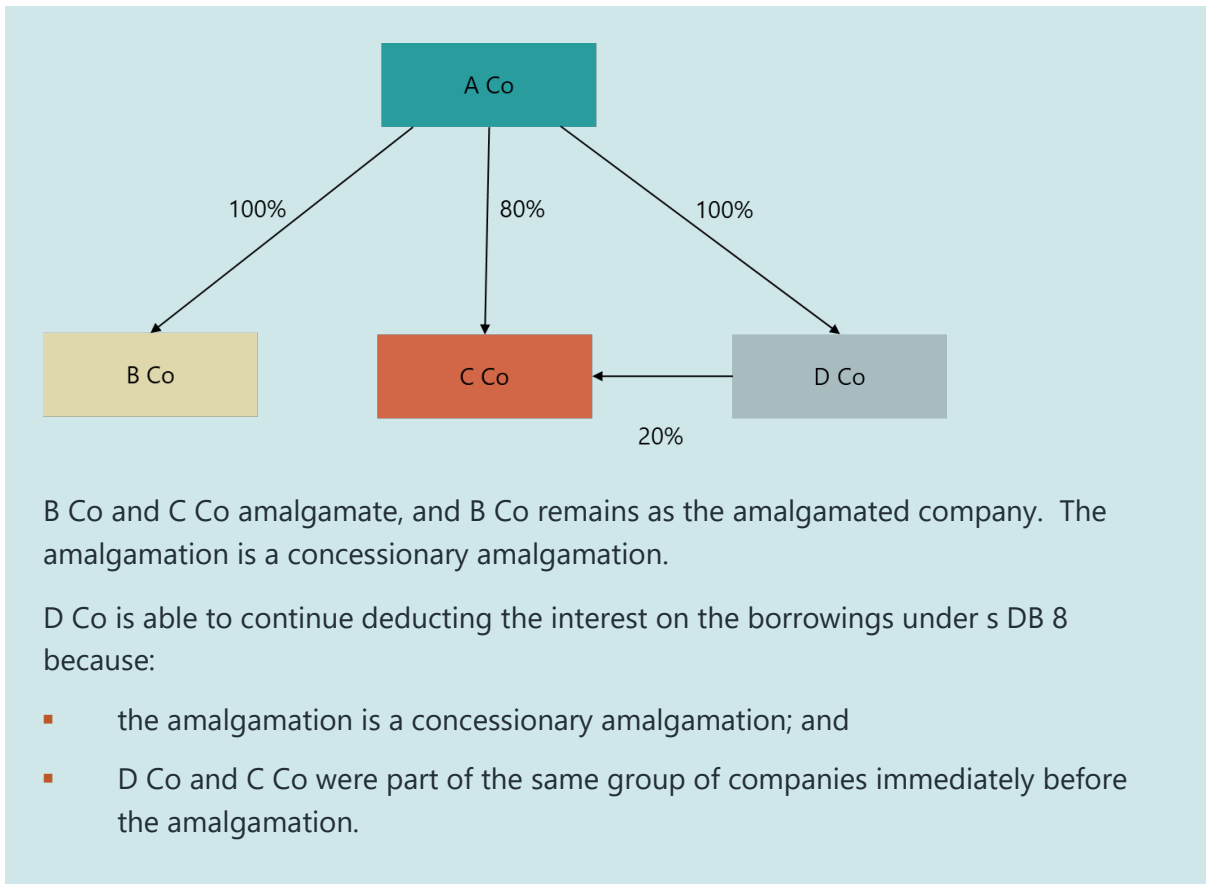 A Co
100%
80%
100%
B Co
C Co
D Co
20%
B Co and C Co amalgamate, and B Co remains as the amalgamated company.  The
amalgamation is a concessionary amalgamation.
D Co is able to continue deducting the interest on the borrowings under s DB 8
because:
▪ the amalgamation is a concessionary amalgamation; and
▪ D Co and C Co were part of the same group of companies immediately before
the amalgamation.